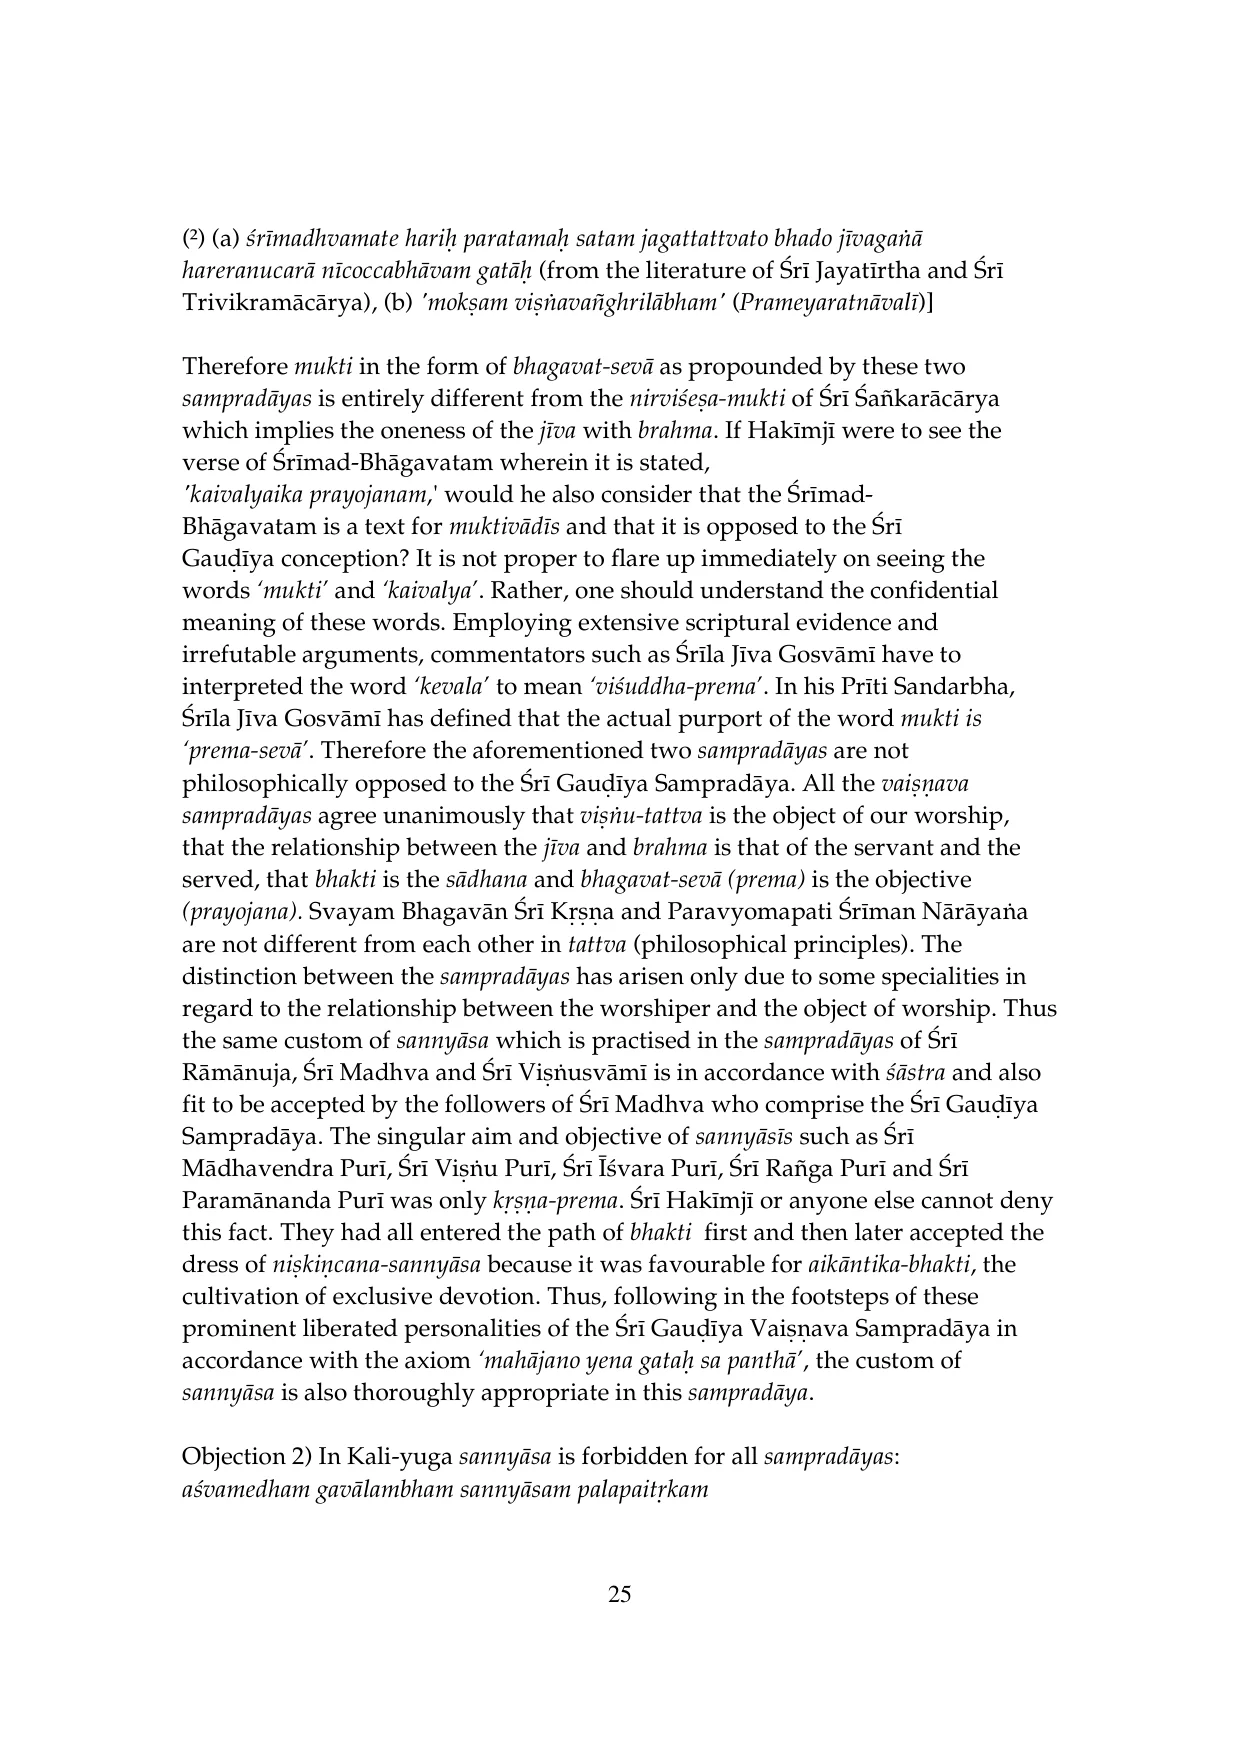 (²) (a) śrīmadhvamate hariḥ paratamaḥ satam jagattattvato bhado jīvagaṅā
hareranucarā nīcoccabhāvam gatāḥ (from the literature of Śrī Jayatīrtha and Śrī
Trivikramācārya), (b) 'mokṣam viṣṅavañghrilābham' (Prameyaratnāvalī)]
Therefore mukti in the form of bhagavat-sevā as propounded by these two
sampradāyas is entirely different from the nirviśeṣa-mukti of Śrī Śañkarācārya
which implies the oneness of the jīva with brahma. If Hakīmjī were to see the
verse of Śrīmad-Bhāgavatam wherein it is stated,
'kaivalyaika prayojanam,' would he also consider that the Śrīmad-
Bhāgavatam is a text for muktivādīs and that it is opposed to the Śrī
Gauḍīya conception? It is not proper to flare up immediately on seeing the
words ‘mukti’ and ‘kaivalya’. Rather, one should understand the confidential
meaning of these words. Employing extensive scriptural evidence and
irrefutable arguments, commentators such as Śrīla Jīva Gosvāmī have to
interpreted the word ‘kevala’ to mean ‘viśuddha-prema’. In his Prīti Sandarbha,
Śrīla Jīva Gosvāmī has defined that the actual purport of the word mukti is
‘prema-sevā’. Therefore the aforementioned two sampradāyas are not
philosophically opposed to the Śrī Gauḍīya Sampradāya. All the vaiṣṇava
sampradāyas agree unanimously that viṣṅu-tattva is the object of our worship,
that the relationship between the jīva and brahma is that of the servant and the
served, that bhakti is the sādhana and bhagavat-sevā (prema) is the objective
(prayojana). Svayam Bhagavān Śrī Kṛṣṇa and Paravyomapati Śrīman Nārāyaṅa
are not different from each other in tattva (philosophical principles). The
distinction between the sampradāyas has arisen only due to some specialities in
regard to the relationship between the worshiper and the object of worship. Thus
the same custom of sannyāsa which is practised in the sampradāyas of Śrī
Rāmānuja, Śrī Madhva and Śrī Viṣṅusvāmī is in accordance with śāstra and also
fit to be accepted by the followers of Śrī Madhva who comprise the Śrī Gauḍīya
Sampradāya. The singular aim and objective of sannyāsīs such as Śrī
Mādhavendra Purī, Śrī Viṣṅu Purī, Śrī Īśvara Purī, Śrī Rañga Purī and Śrī
Paramānanda Purī was only kṛṣṇa-prema. Śrī Hakīmjī or anyone else cannot deny
this fact. They had all entered the path of bhakti first and then later accepted the
dress of niṣkiṇcana-sannyāsa because it was favourable for aikāntika-bhakti, the
cultivation of exclusive devotion. Thus, following in the footsteps of these
prominent liberated personalities of the Śrī Gauḍīya Vaiṣṇava Sampradāya in
accordance with the axiom ‘mahājano yena gataḥ sa panthā’, the custom of
sannyāsa is also thoroughly appropriate in this sampradāya.
Objection 2) In Kali-yuga sannyāsa is forbidden for all sampradāyas:
aśvamedham gavālambham sannyāsam palapaitṛkam
25